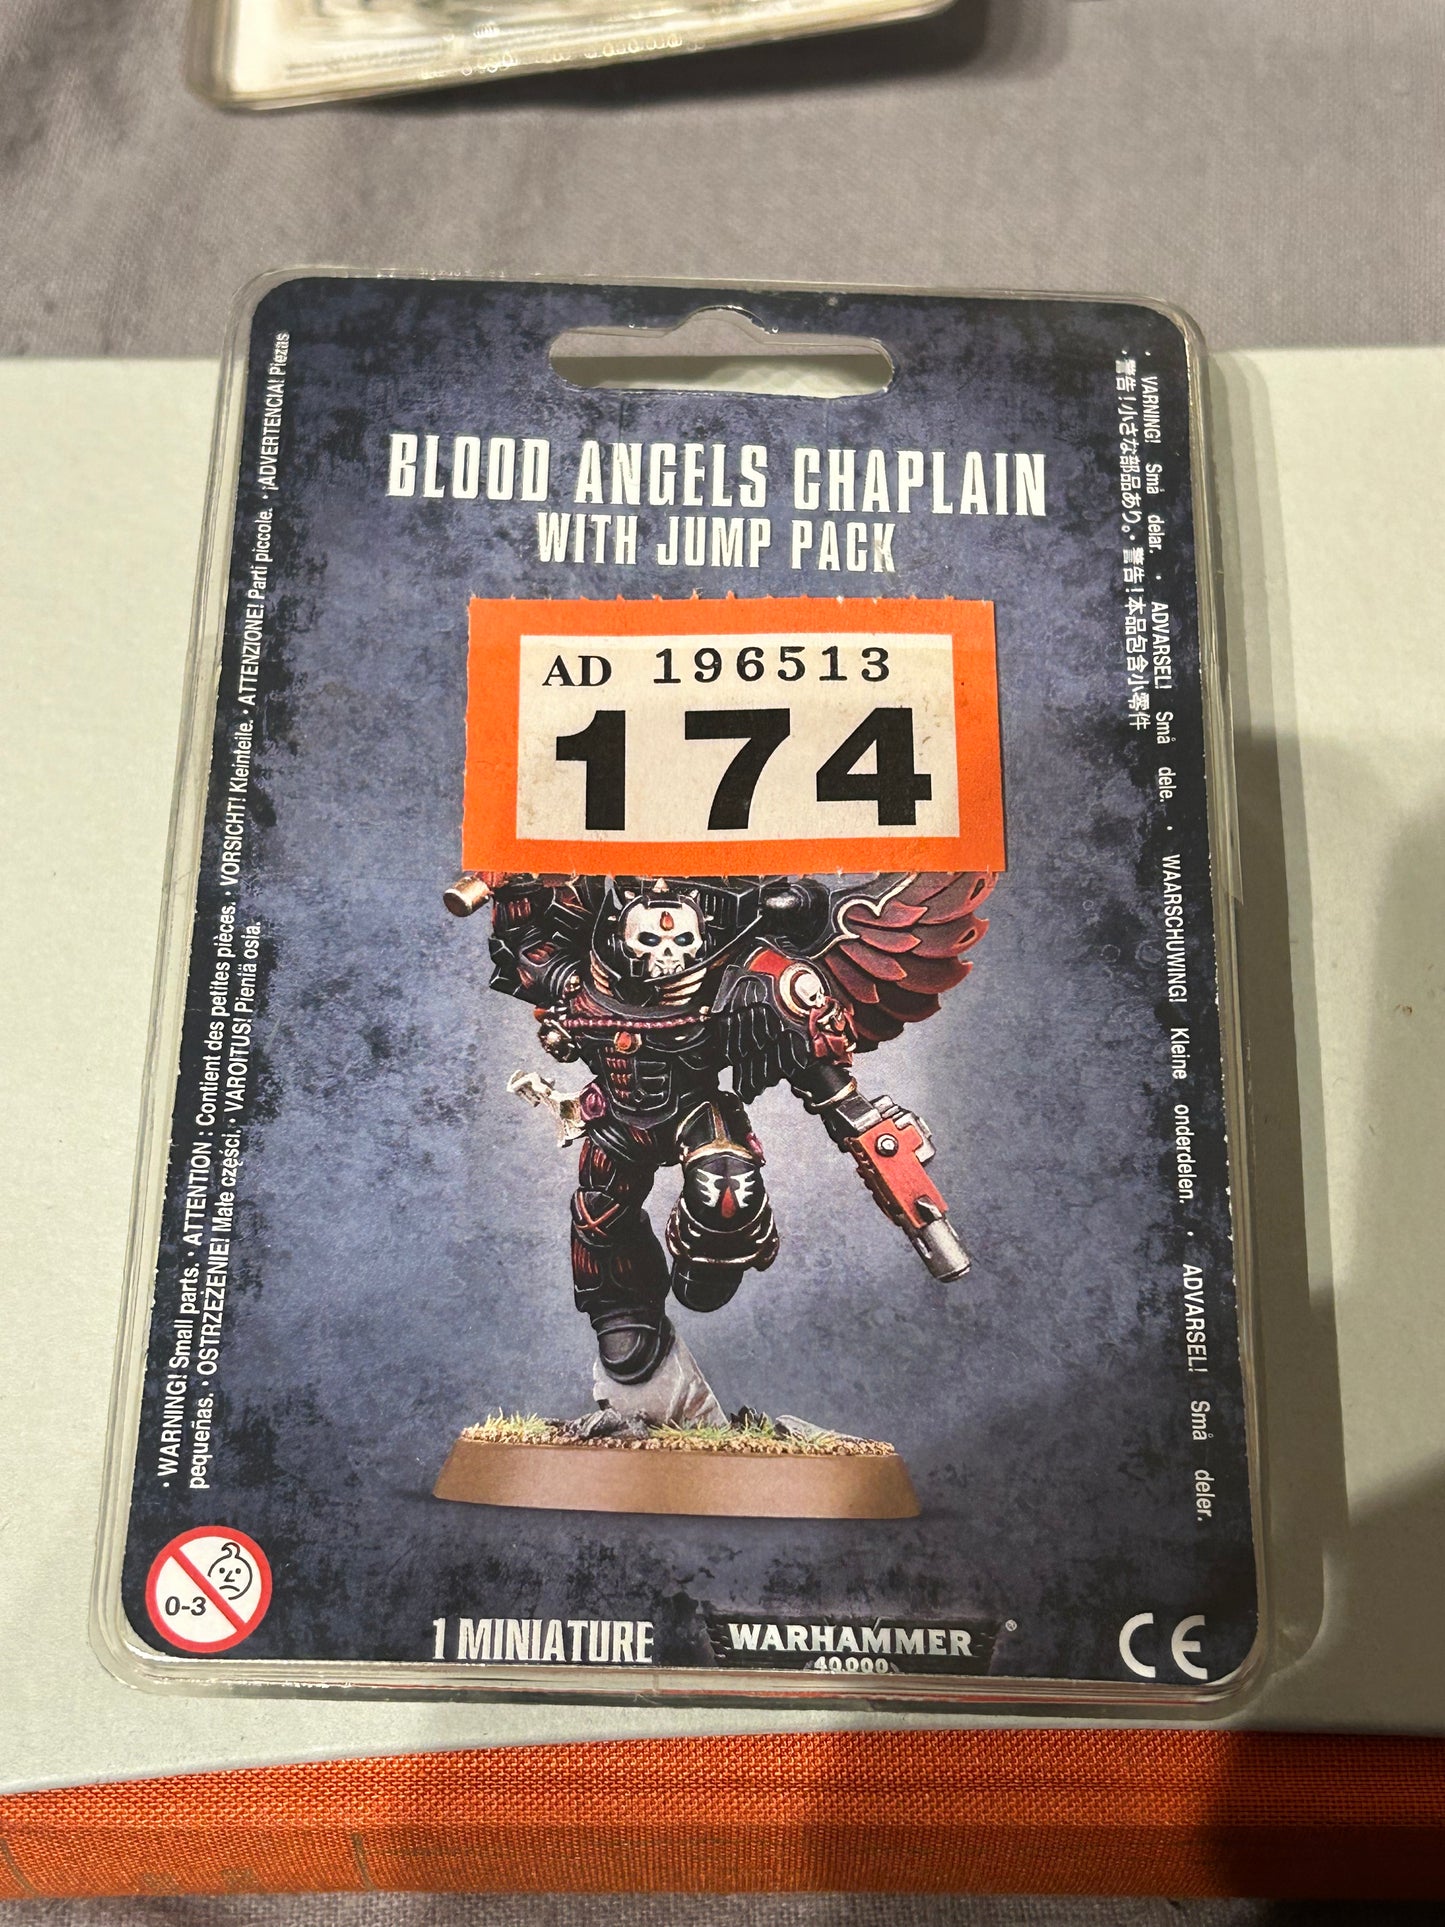 BLOOD ANGELS CHAPLAIN
WITH JUMP PACK
AD 196513
174
· WARNING! Small parts. · ATTENTION : Contient des petites pièces. · VORSICHT! Kleinteile. · ATTENZIONE! Parti piccole. · ¡ADVERTENCIA! Piezas
pequeñas. · OSTRZEŻENIE! Małe części. · VAROITUS! Pieniä osia.
· VARNING! Små delar. · ADVARSEL! Små dele. · WAARSCHUWING! Kleine onderdelen. · ADVARSEL! Små deler.
· 警告!小さな部品あり。· 警告!本品包含小零件
0-3
1 MINIATURE
WARHAMMER
40,000
®
CE